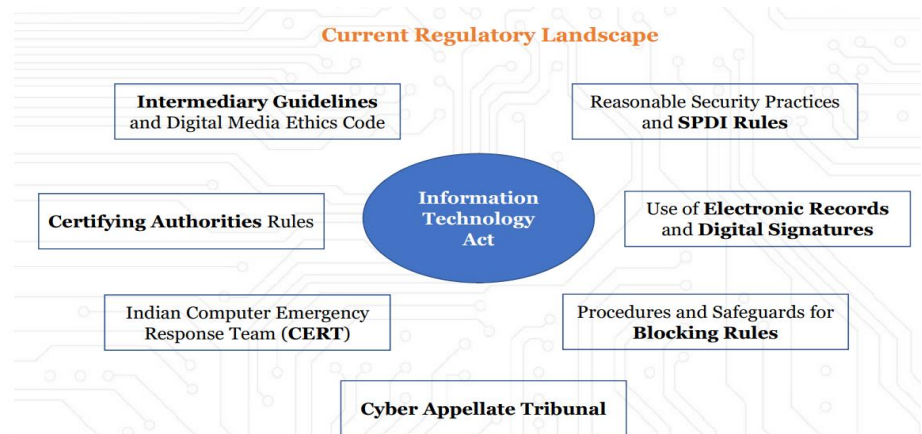 Current Regulatory Landscape
Intermediary Guidelines
and Digital Media Ethics Code
Reasonable Security Practices
and SPDI Rules
Information
Technology
Act
Certifying Authorities Rules
Use of Electronic Records
and Digital Signatures
Indian Computer Emergency
Response Team (CERT)
Procedures and Safeguards for
Blocking Rules
Cyber Appellate Tribunal